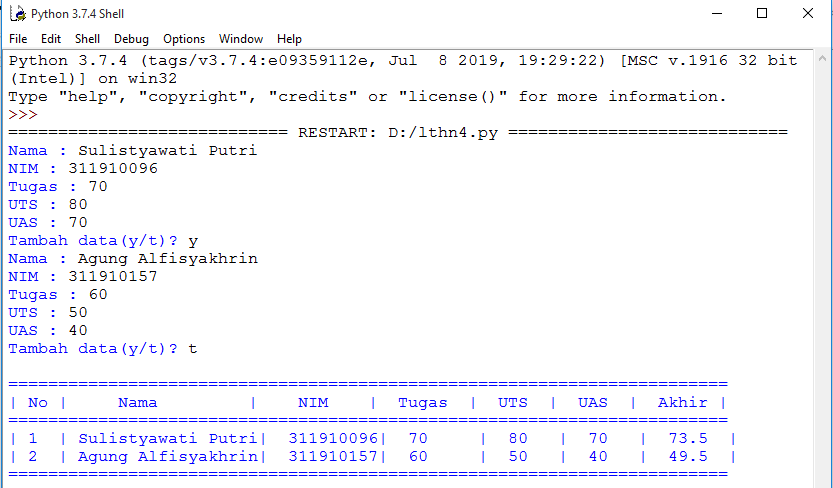 Python 3.7.4 Shell
File Edit Shell Debug Options Window Help
Python 3.7.4 (tags/v3.7.4:e09359112e, Jul  8 2019, 19:29:22) [MSC v.1916 32 bit
(Intel)] on win32
Type "help", "copyright", "credits" or "license()" for more information.
>>>
============================ RESTART: D:/lthn4.py ============================
Nama : Sulistyawati Putri
NIM : 311910096
Tugas : 70
UTS : 80
UAS : 70
Tambah data(y/t)? y
Nama : Agung Alfisyakhrin
NIM : 311910157
Tugas : 60
UTS : 50
UAS : 40
Tambah data(y/t)? t
========================================================================
| No |     Nama         |    NIM    |  Tugas  |  UTS  |  UAS  |  Akhir |
========================================================================
| 1  | Sulistyawati Putri|  311910096|  70     |  80   |  70   |  73.5  |
| 2  | Agung Alfisyakhrin|  311910157|  60     |  50   |  40   |  49.5  |
========================================================================